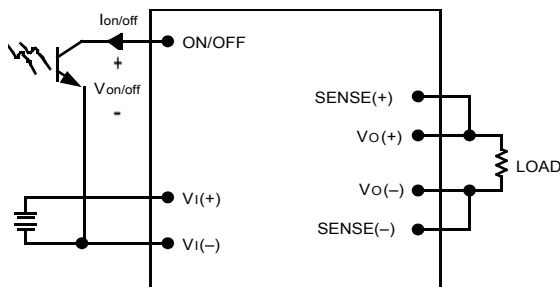 Ion/off
ON/OFF
+
Von/off
-
SENSE(+)
VO(+)
LOAD
VO(–)
VI(+)
SENSE(–)
VI(–)